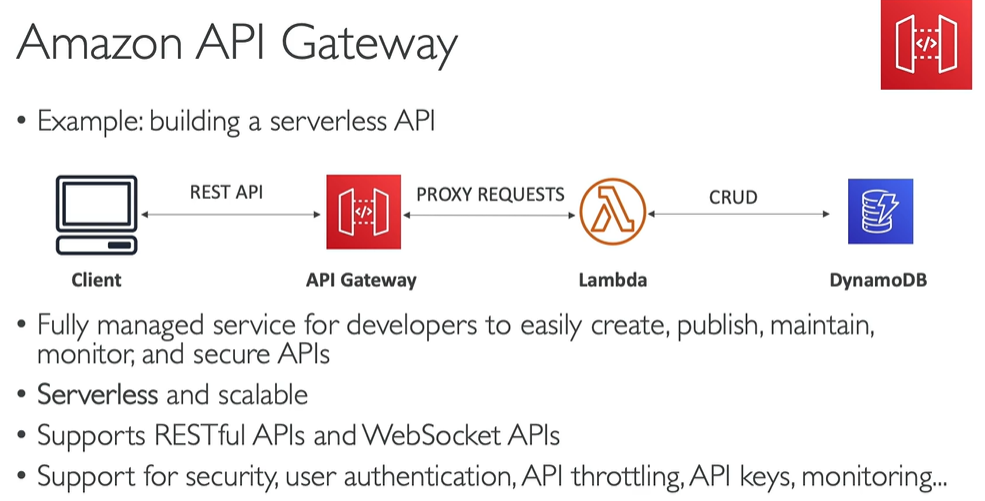 Amazon API Gateway
</>
• Example: building a serverless API
REST API
PROXY REQUESTS
CRUD
</>
Client
API Gateway
Lambda
DynamoDB
• Fully managed service for developers to easily create, publish, maintain,
monitor, and secure APIs
• Serverless and scalable
• Supports RESTful APIs and WebSocket APIs
• Support for security, user authentication, API throttling, API keys, monitoring...